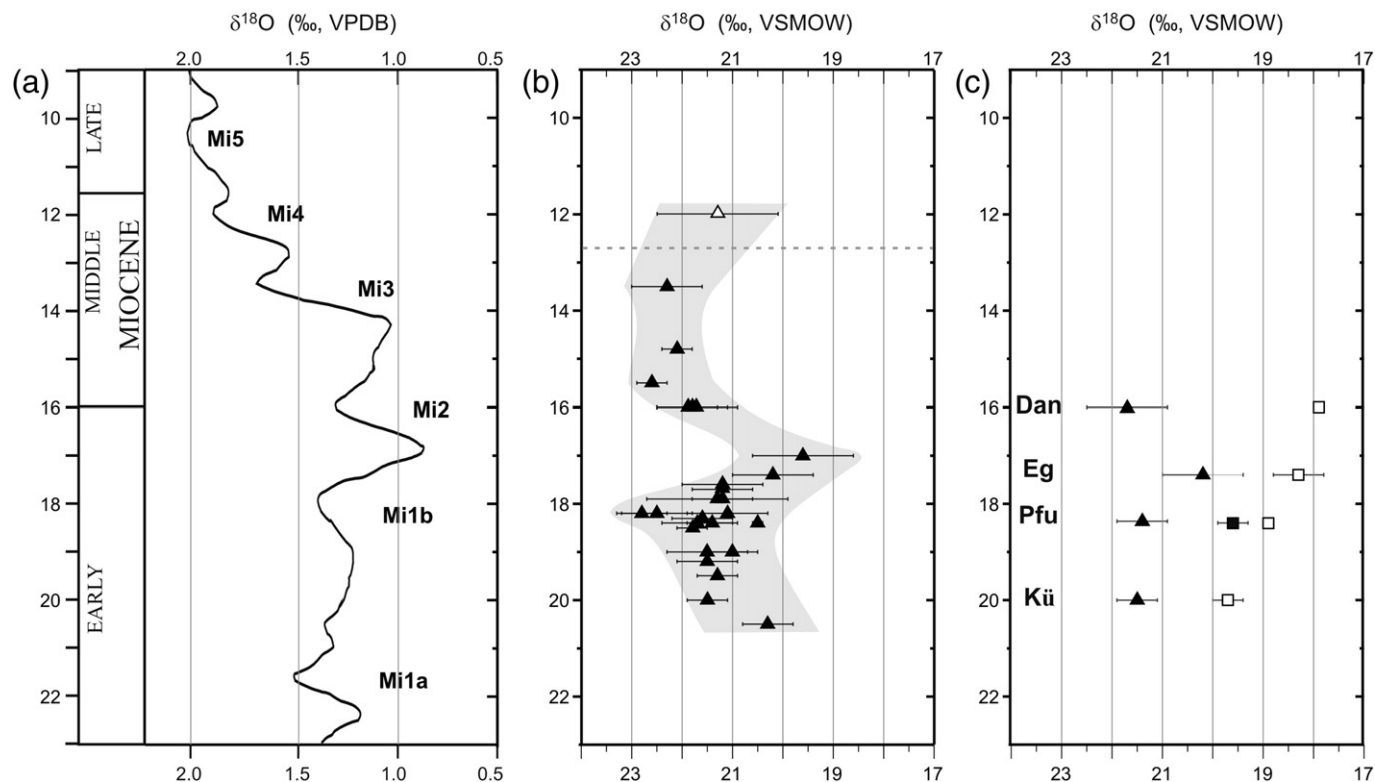 δ18O (‰, VPDB)
2.0 1.5 1.0 0.5
(a)
LATE
MIDDLE
EARLY
MIOCENE
10
12
14
16
18
20
22
Mi5
Mi4
Mi3
Mi2
Mi1b
Mi1a
2.0 1.5 1.0 0.5
δ18O (‰, VSMOW)
23 21 19 17
(b)
10
12
14
16
18
20
22
23 21 19 17
δ18O (‰, VSMOW)
21 19 17
(c)
10
12
14
16
18
20
22
Dan
Eg
Pfu
Kü
23 21 19 17